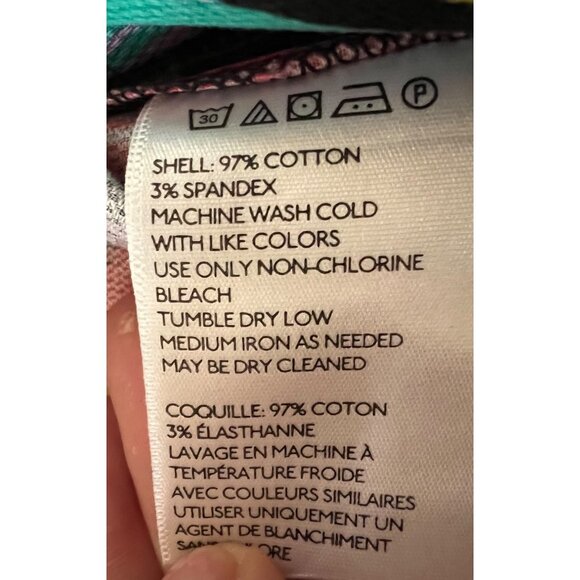 30 P
SHELL: 97% COTTON
3% SPANDEX
MACHINE WASH COLD
WITH LIKE COLORS
USE ONLY NON-CHLORINE
BLEACH
TUMBLE DRY LOW
MEDIUM IRON AS NEEDED
MAY BE DRY CLEANED
COQUILLE: 97% COTON
3% ÉLASTHANNE
LAVAGE EN MACHINE À
TEMPÉRATURE FROIDE
AVEC COULEURS SIMILAIRES
UTILISER UNIQUEMENT UN
AGENT DE BLANCHIMENT